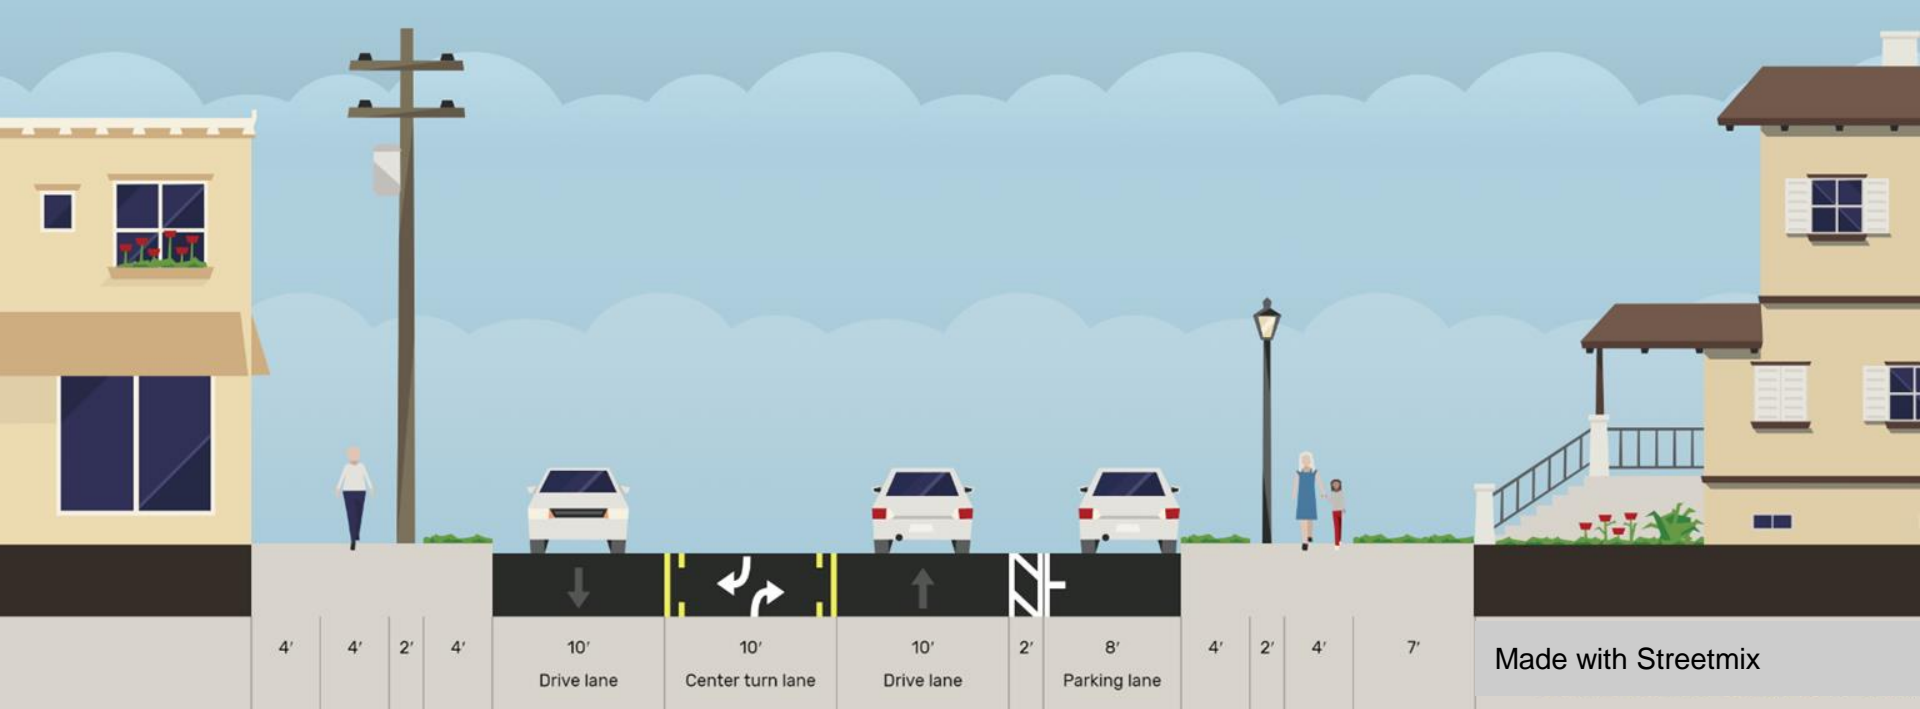 4′ 4′ 2′ 4′ 10′ 10′ 10′ 2′ 8′ 4′ 2′ 4′ 7′
Drive lane Center turn lane Drive lane Parking lane
Made with Streetmix